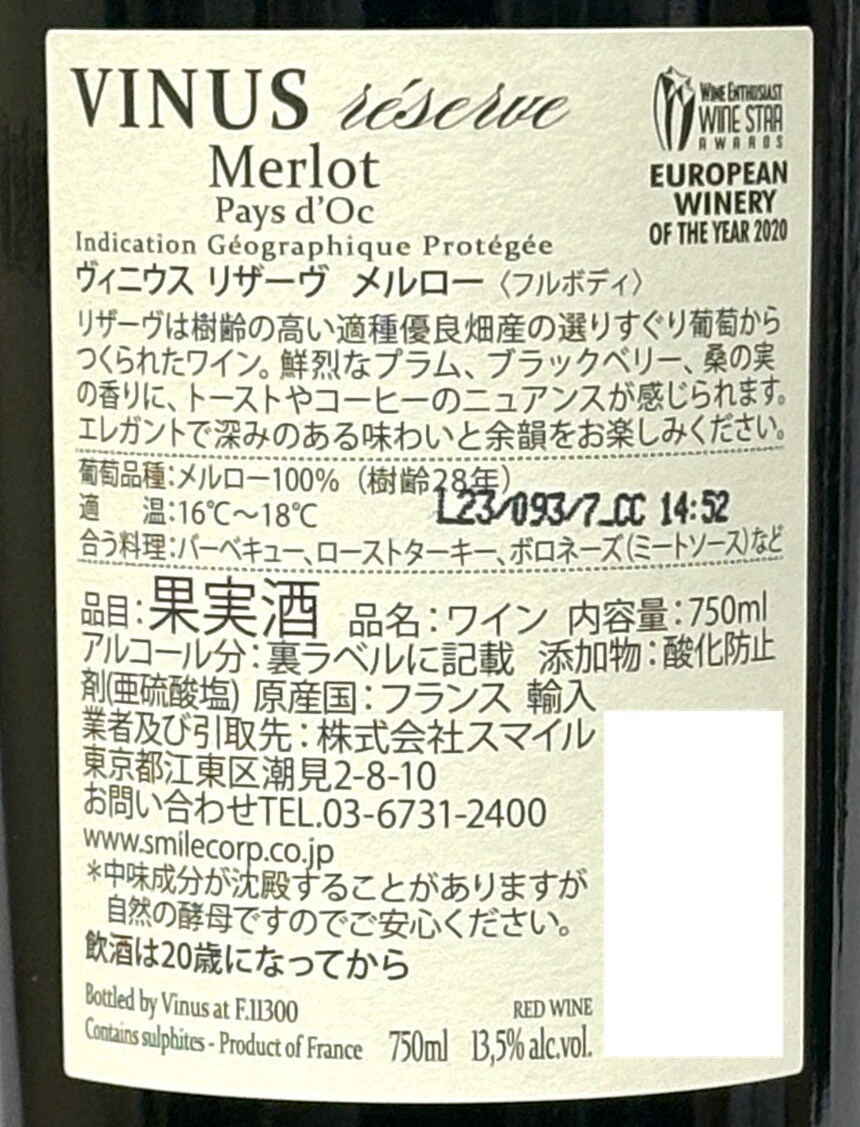 VINUS réserve
Merlot
Pays d'Oc
Indication Géographique Protégée
WINE ENTHUSIAST
WINE STAR
AWARDS
EUROPEAN
WINERY
OF THE YEAR 2020
ヴィニウス リザーヴ メルロー〈フルボディ〉
リザーヴは樹齢の高い適種優良畑産の選りすぐり葡萄から
つくられたワイン。鮮烈なプラム、ブラックベリー、桑の実
の香りに、トーストやコーヒーのニュアンスが感じられます。
エレガントで深みのある味わいと余韻をお楽しみください。
葡萄品種:メルロー100%（樹齢28年）
適 温:16℃～18℃
L23/093/7_CC 14:52
合う料理:バーベキュー、ローストターキー、ボロネーズ(ミートソース)など
品目:果実酒 品名:ワイン 内容量:750ml
アルコール分:裏ラベルに記載 添加物:酸化防止
剤(亜硫酸塩) 原産国:フランス 輸入
業者及び引取先:株式会社スマイル
東京都江東区潮見2-8-10
お問い合わせTEL.03-6731-2400
www.smilecorp.co.jp
*中味成分が沈殿することがありますが
自然の酵母ですのでご安心ください。
飲酒は20歳になってから
Bottled by Vinus at F.11300 RED WINE
Contains sulphites - Product of France 750ml 13,5% alc.vol.